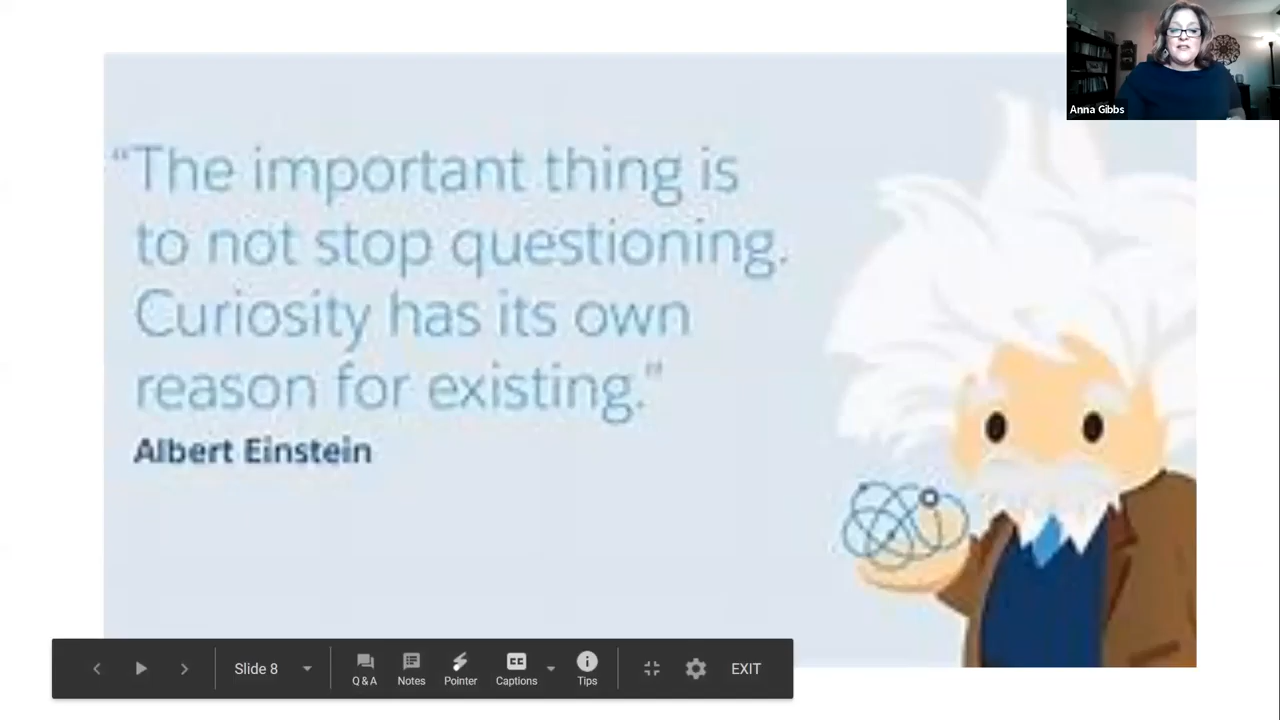 Anna Gibbs
“The important thing is
to not stop questioning.
Curiosity has its own
reason for existing.”
Albert Einstein
Slide 8
Q & A
Notes
Pointer
CC
Captions
Tips
EXIT